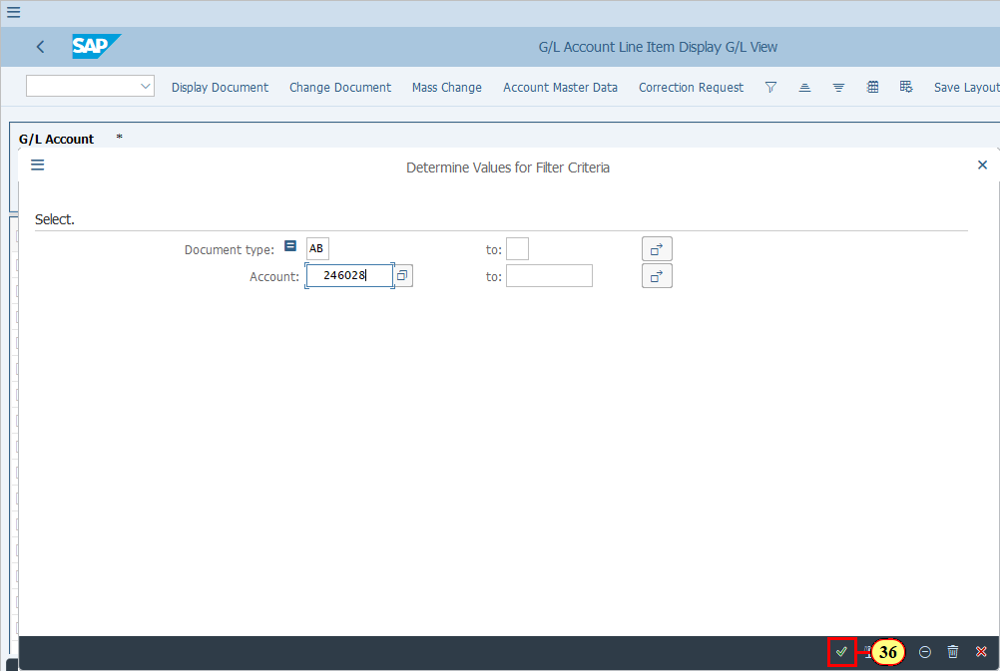 SAP
G/L Account Line Item Display G/L View
Display Document Change Document Mass Change Account Master Data Correction Request Save Layout
G/L Account *
Determine Values for Filter Criteria
Select.
Document type: AB to:
Account: 246028 to:
36